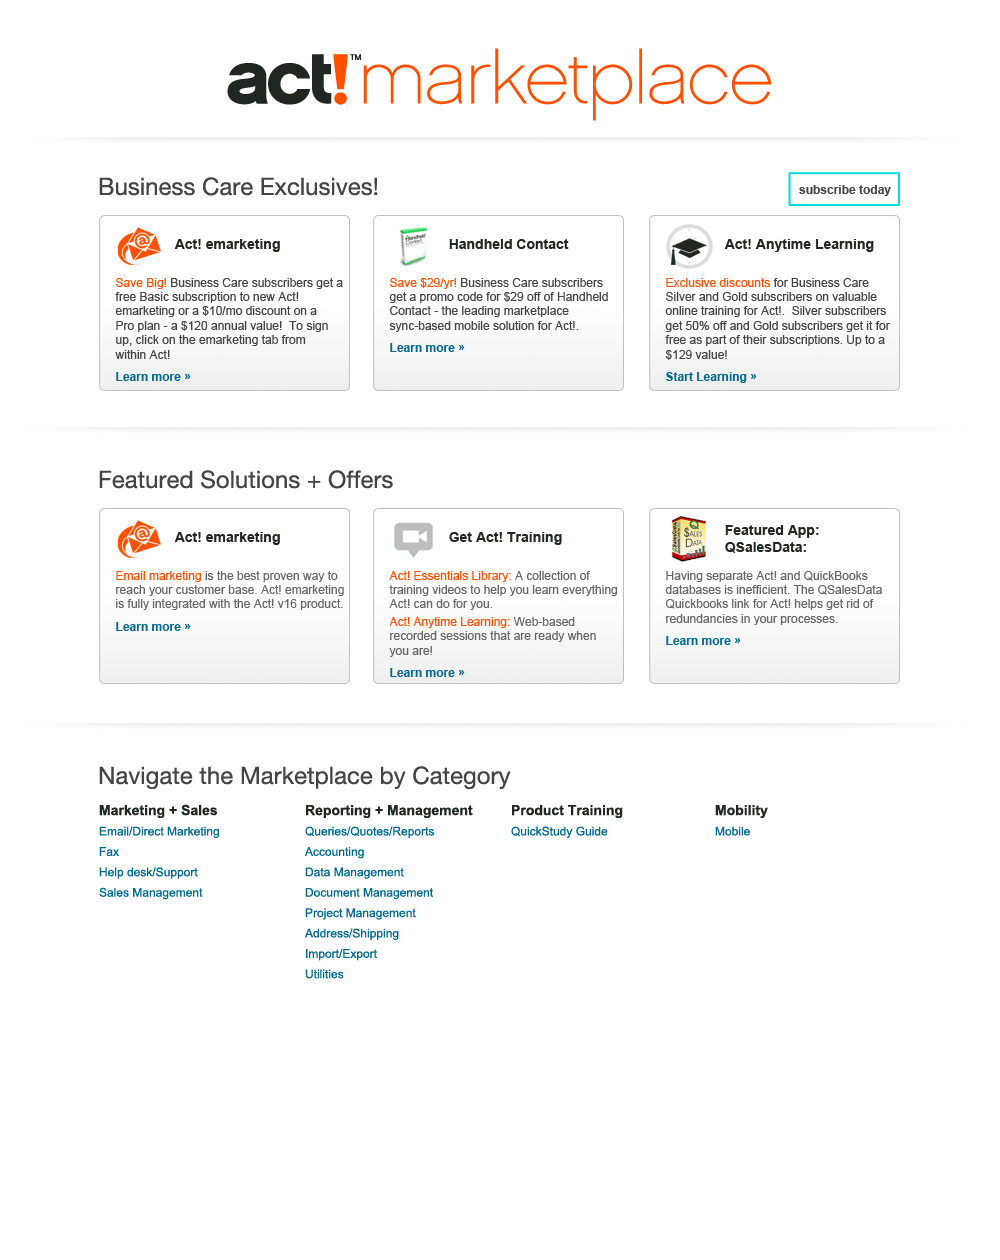 act!™marketplace
Business Care Exclusives!
subscribe today
Act! emarketing
Save Big! Business Care subscribers get a
free Basic subscription to new Act!
emarketing or a $10/mo discount on a
Pro plan - a $120 annual value!  To sign
up, click on the emarketing tab from
within Act!
Learn more »
Handheld
Contact
Handheld Contact
Save $29/yr! Business Care subscribers
get a promo code for $29 off of Handheld
Contact - the leading marketplace
sync-based mobile solution for Act!.
Learn more »
Act! Anytime Learning
Exclusive discounts for Business Care
Silver and Gold subscribers on valuable
online training for Act!.  Silver subscribers
get 50% off and Gold subscribers get it for
free as part of their subscriptions. Up to a
$129 value!
Start Learning »
Featured Solutions + Offers
Act! emarketing
Email marketing is the best proven way to
reach your customer base. Act! emarketing
is fully integrated with the Act! v16 product.
Learn more »
Get Act! Training
Act! Essentials Library: A collection of
training videos to help you learn everything
Act! can do for you.
Act! Anytime Learning: Web-based
recorded sessions that are ready when
you are!
Learn more »
Q
SALES
DATA
Featured App:
QSalesData:
Having separate Act! and QuickBooks
databases is inefficient. The QSalesData
Quickbooks link for Act! helps get rid of
redundancies in your processes.
Learn more »
Navigate the Marketplace by Category
Marketing + Sales
Email/Direct Marketing
Fax
Help desk/Support
Sales Management
Reporting + Management
Queries/Quotes/Reports
Accounting
Data Management
Document Management
Project Management
Address/Shipping
Import/Export
Utilities
Product Training
QuickStudy Guide
Mobility
Mobile